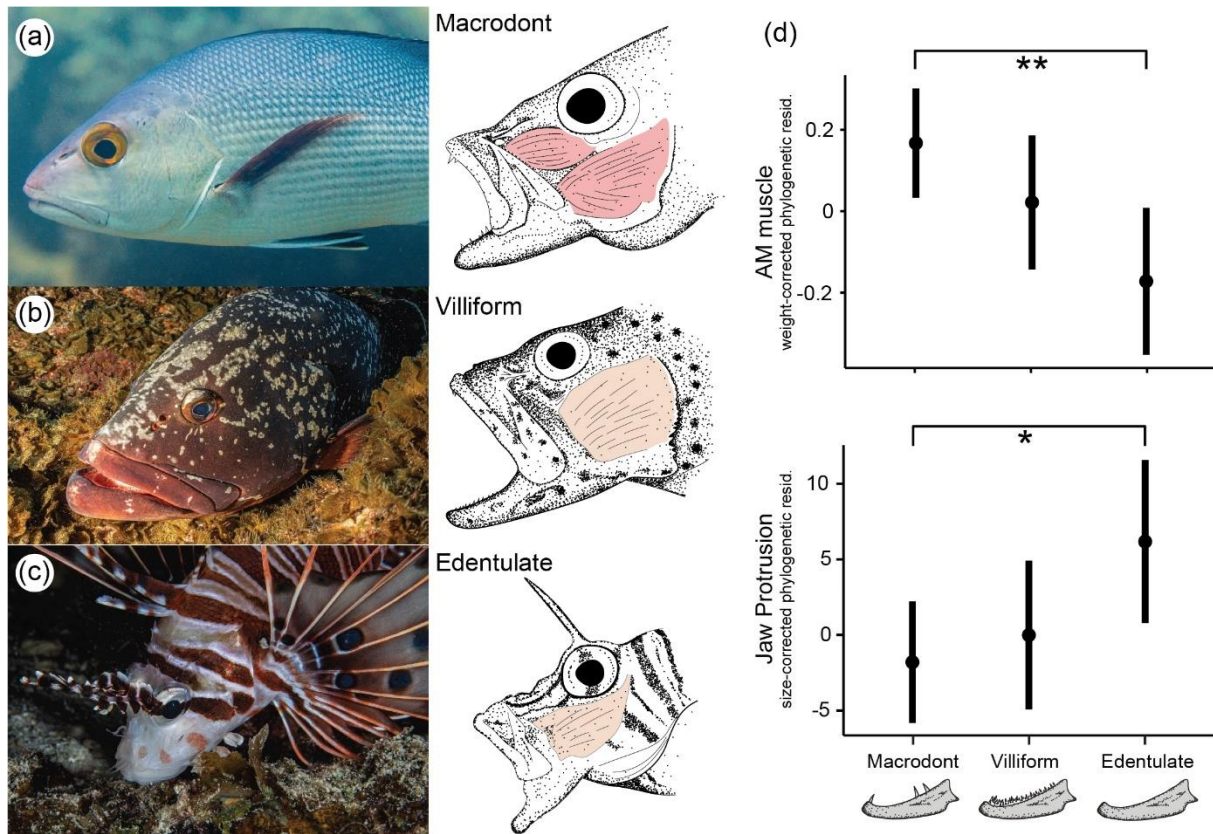 (a)
Macrodont
(b)
Villiform
(c)
Edentulate
(d)
**
AM muscle
weight-corrected phylogenetic resid.
0.2
0
-0.2
*
Jaw Protrusion
size-corrected phylogenetic resid.
10
5
0
-5
Macrodont Villiform Edentulate